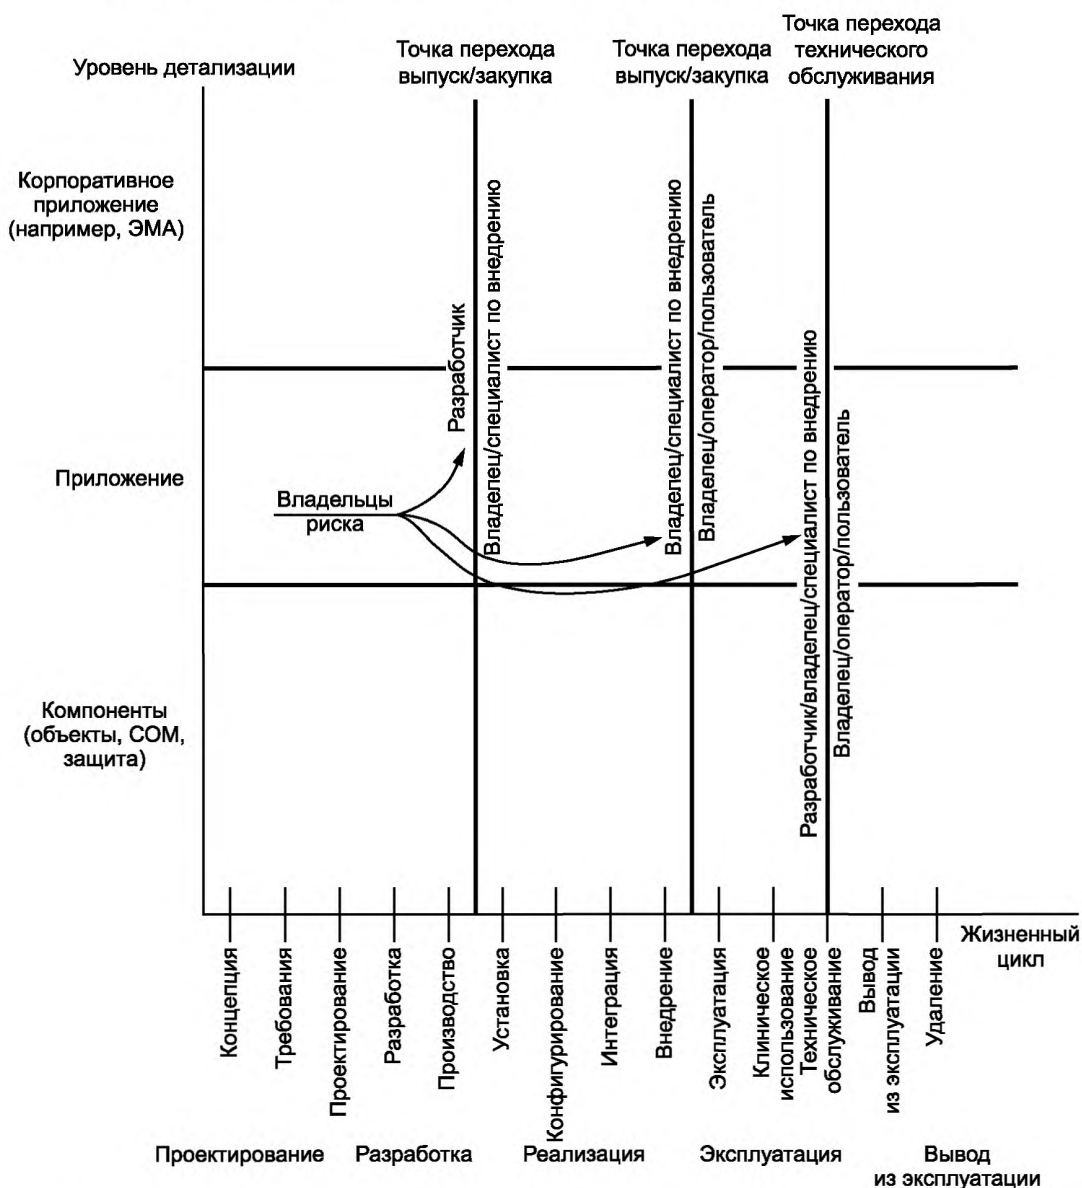 Уровень детализации
Точка перехода
выпуск/закупка
Точка перехода
выпуск/закупка
Точка перехода
технического
обслуживания
Корпоративное
приложение
(например, ЭМА)
Приложение
Компоненты
(объекты, COM,
защита)
Владельцы
риска
Разработчик
Владелец/специалист по внедрению
Владелец/специалист по внедрению
Владелец/оператор/пользователь
Разработчик/владелец/специалист по внедрению
Владелец/оператор/пользователь
Жизненный
цикл
Концепция
Требования
Проектирование
Разработка
Производство
Установка
Конфигурирование
Интеграция
Внедрение
Эксплуатация
Клиническое
использование
Техническое
обслуживание
Вывод
из эксплуатации
Удаление
Проектирование
Разработка
Реализация
Эксплуатация
Вывод
из эксплуатации